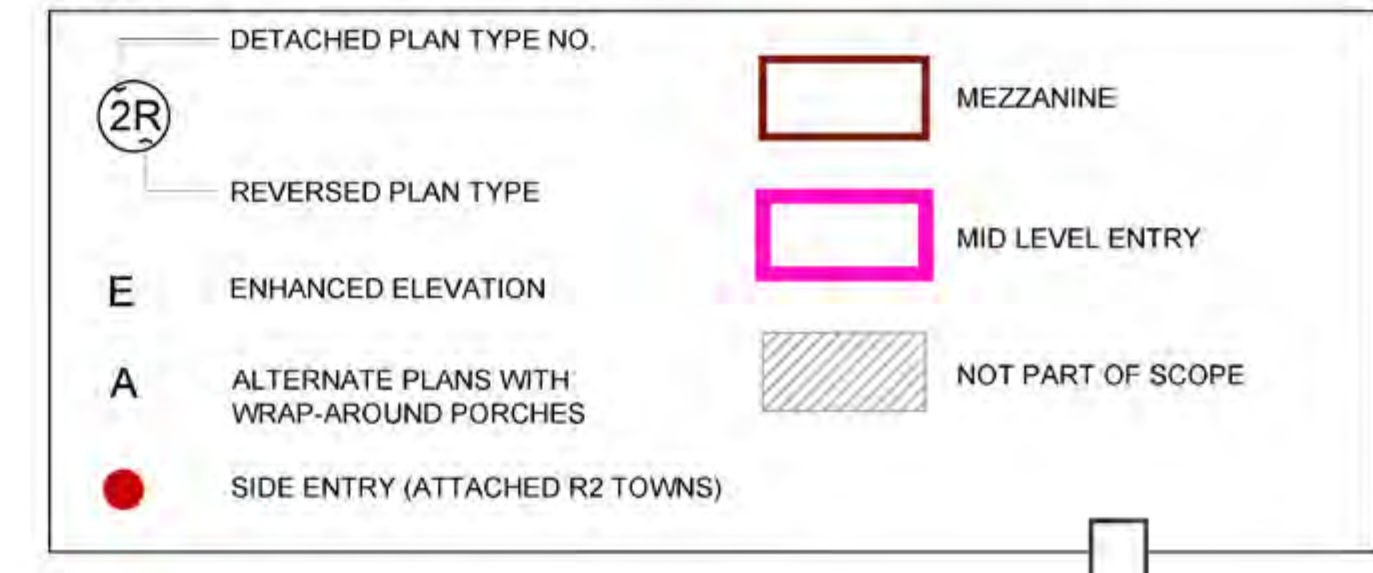 DETACHED PLAN TYPE NO.
2R
REVERSED PLAN TYPE
E ENHANCED ELEVATION
A ALTERNATE PLANS WITH
WRAP-AROUND PORCHES
SIDE ENTRY (ATTACHED R2 TOWNS)
MEZZANINE
MID LEVEL ENTRY
NOT PART OF SCOPE